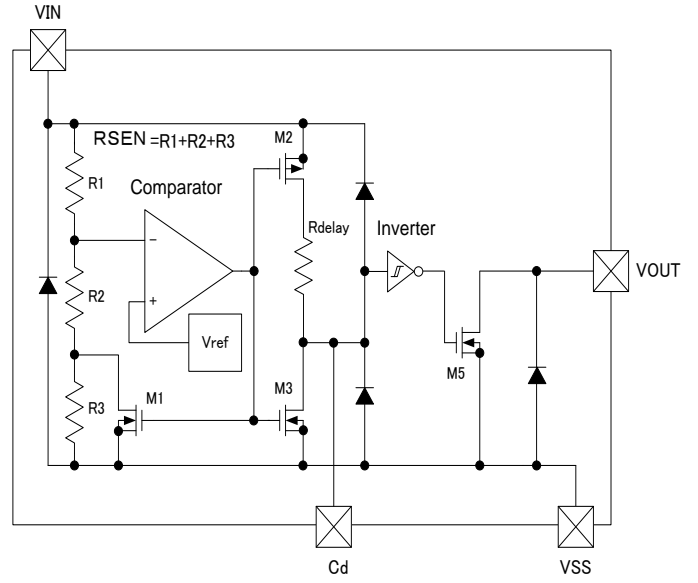 VIN
RSEN =R1+R2+R3
M2
R1
Comparator
Rdelay
Inverter
−
+
R2
Vref
VOUT
M5
R3
M1
M3
Cd
VSS